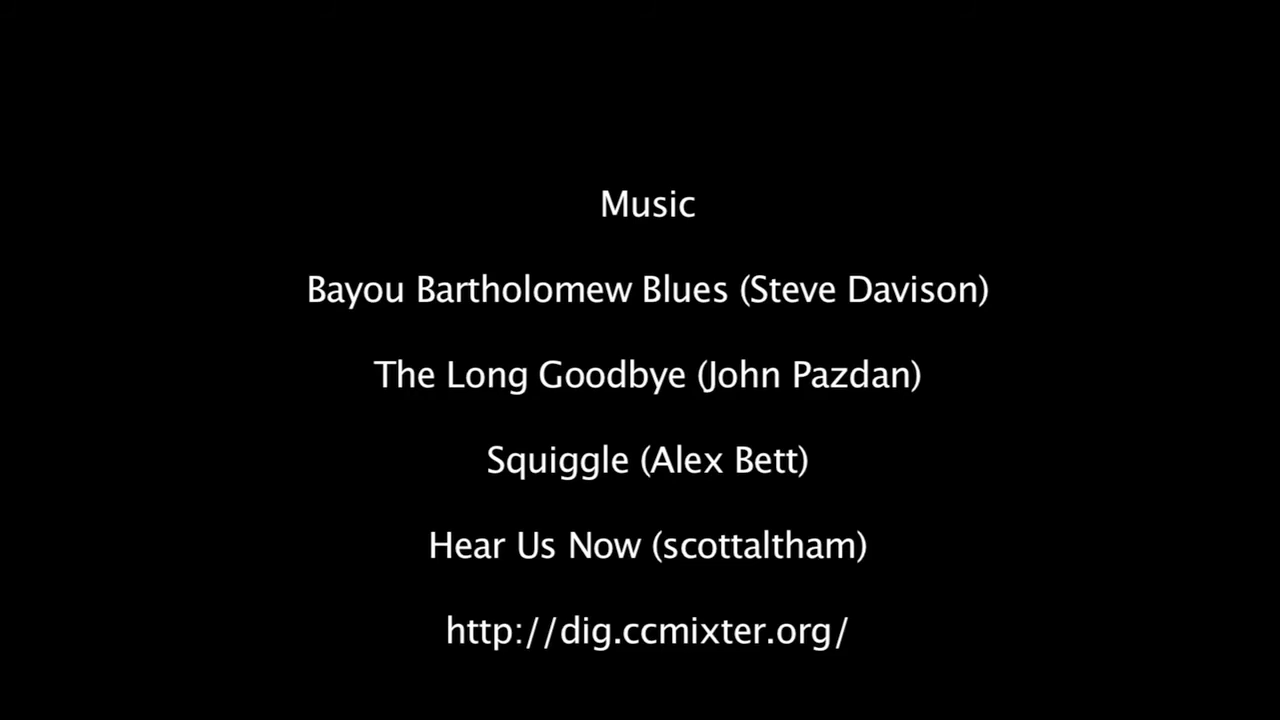 Music
Bayou Bartholomew Blues (Steve Davison)
The Long Goodbye (John Pazdan)
Squiggle (Alex Bett)
Hear Us Now (scottaltham)
http://dig.ccmixter.org/